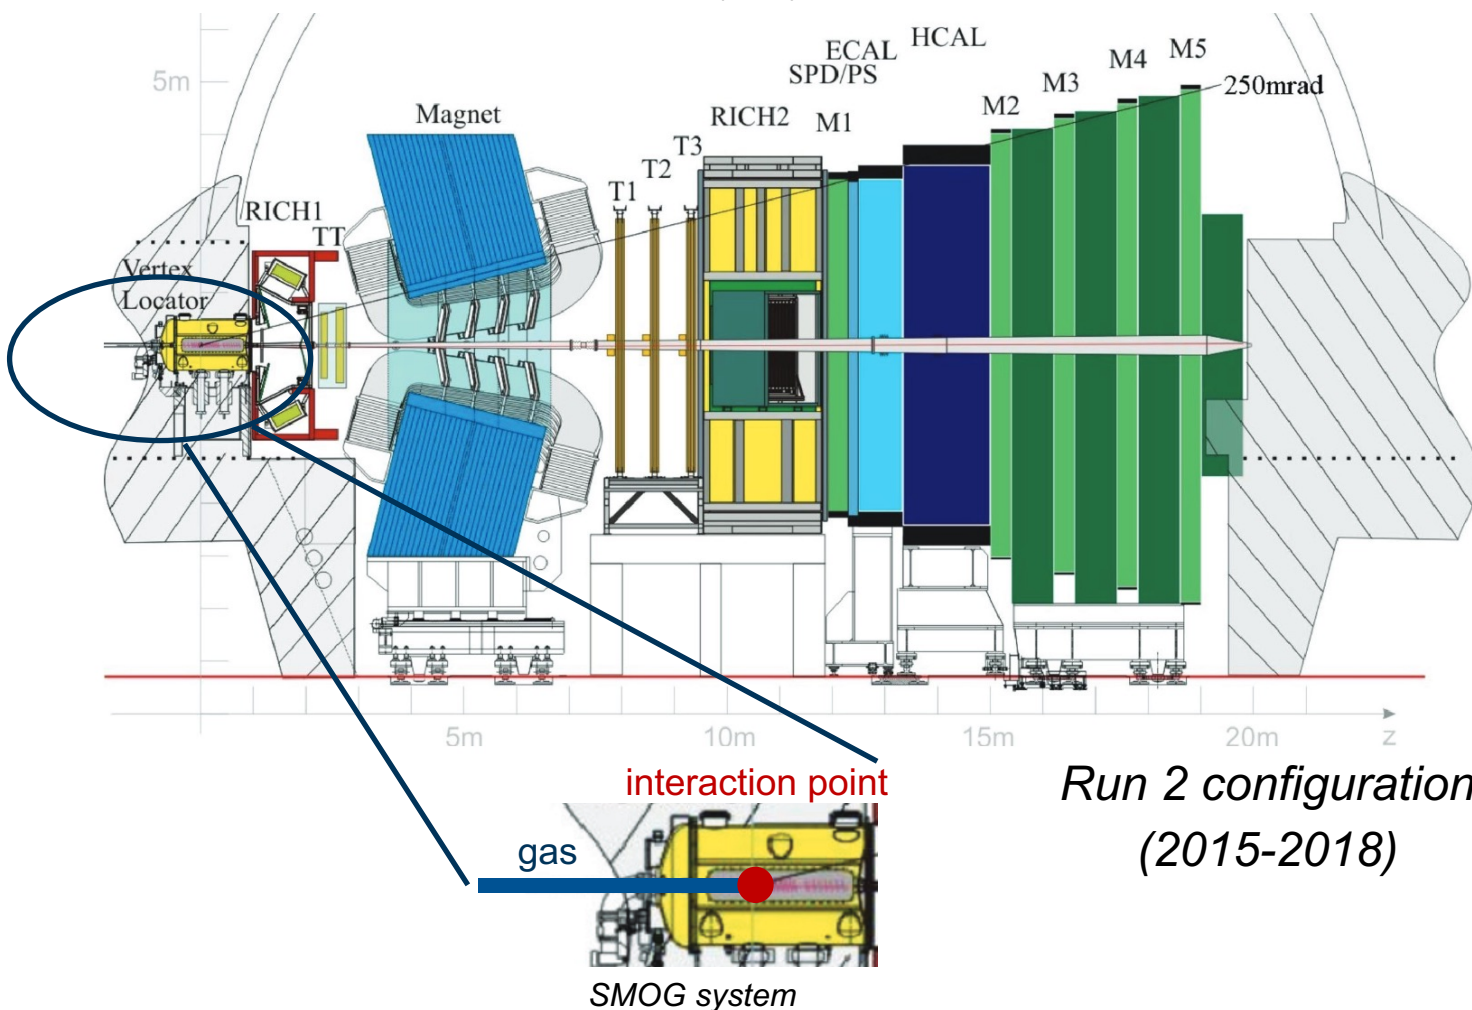 HCAL
ECAL
SPD/PS
M5
M4
M3
M2
250mrad
5m
Magnet
RICH2
M1
T3
T2
T1
RICH1
TT
Vertex
Locator
5m
10m
15m
20m
z
interaction point
gas
SMOG system
Run 2 configuration
(2015-2018)